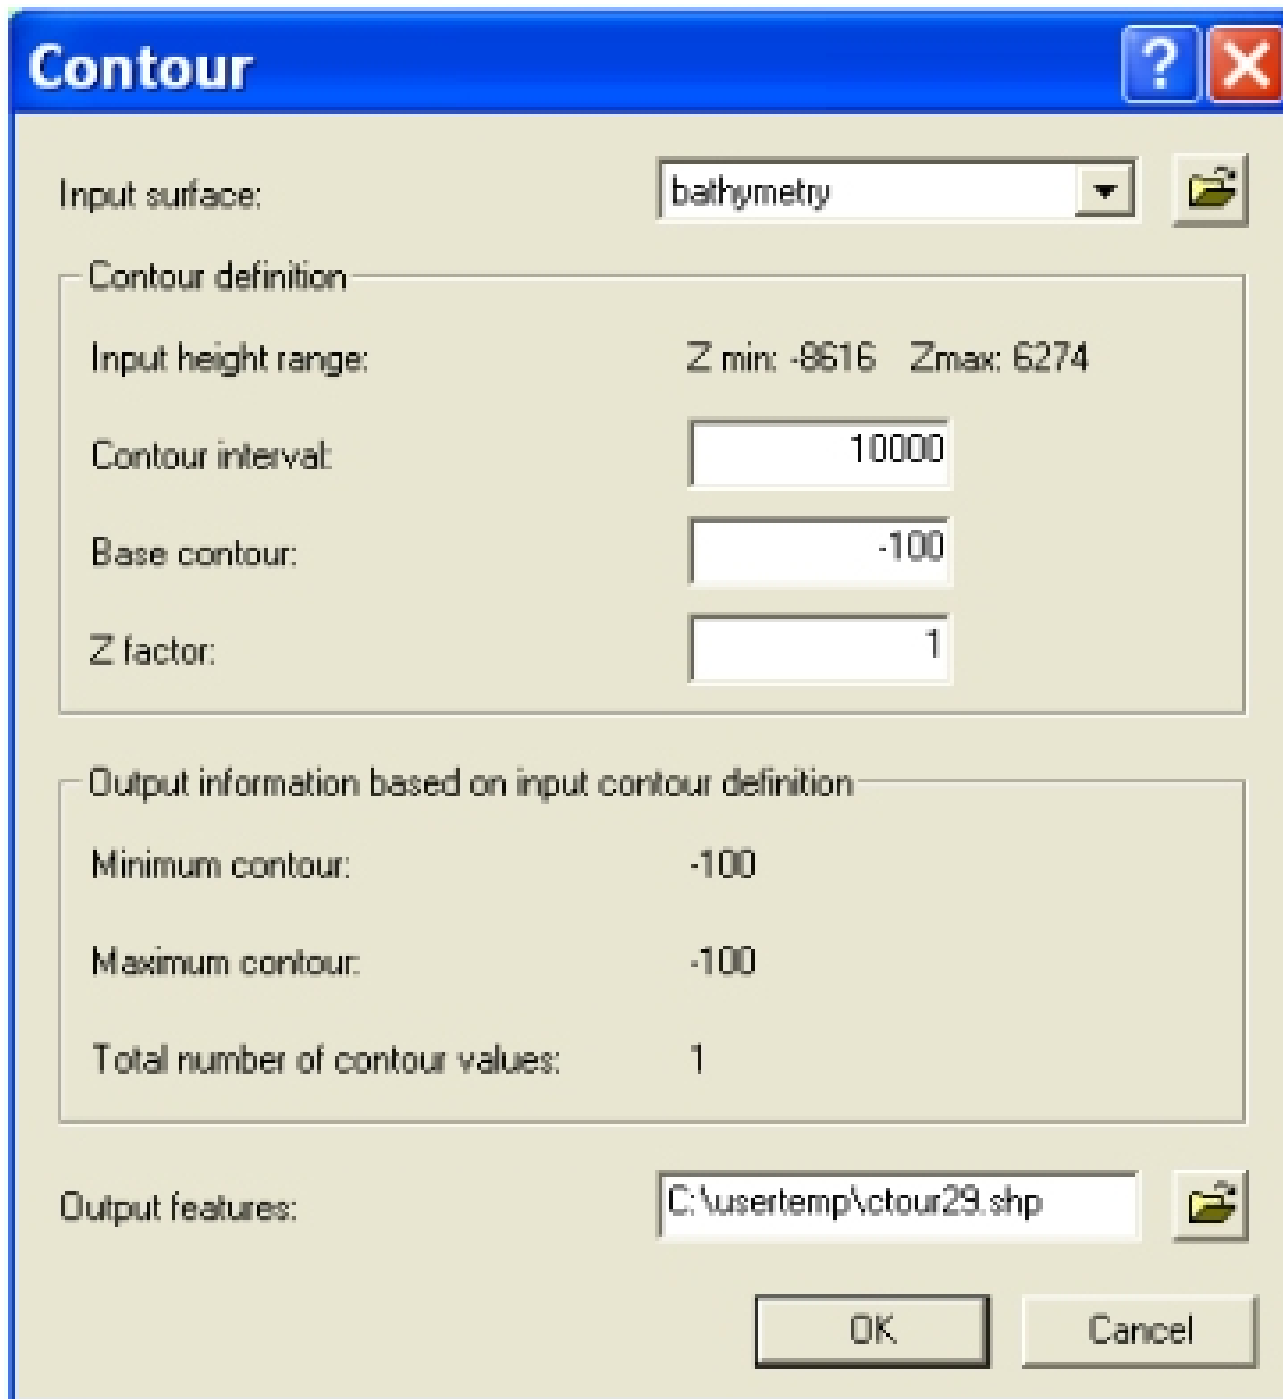 Contour
Input surface: bathymetry
Contour definition
Input height range: Z min: -8616 Zmax: 6274
Contour interval: 10000
Base contour: -100
Z factor: 1
Output information based on input contour definition
Minimum contour: -100
Maximum contour: -100
Total number of contour values: 1
Output features: C:\usertemp\ctour29.shp
OK Cancel